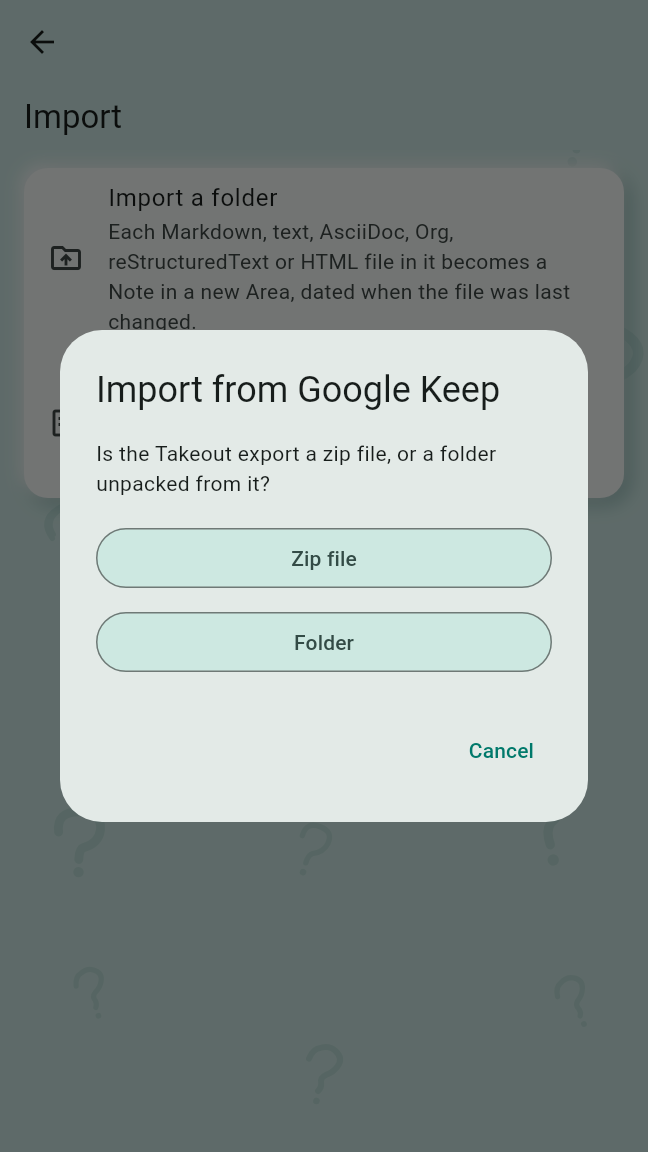 Import
Import a folder
Each Markdown, text, AsciiDoc, Org,
reStructuredText or HTML file in it becomes a
Note in a new Area, dated when the file was last
changed.
Import from Google Keep
Is the Takeout export a zip file, or a folder
unpacked from it?
Zip file
Folder
Cancel